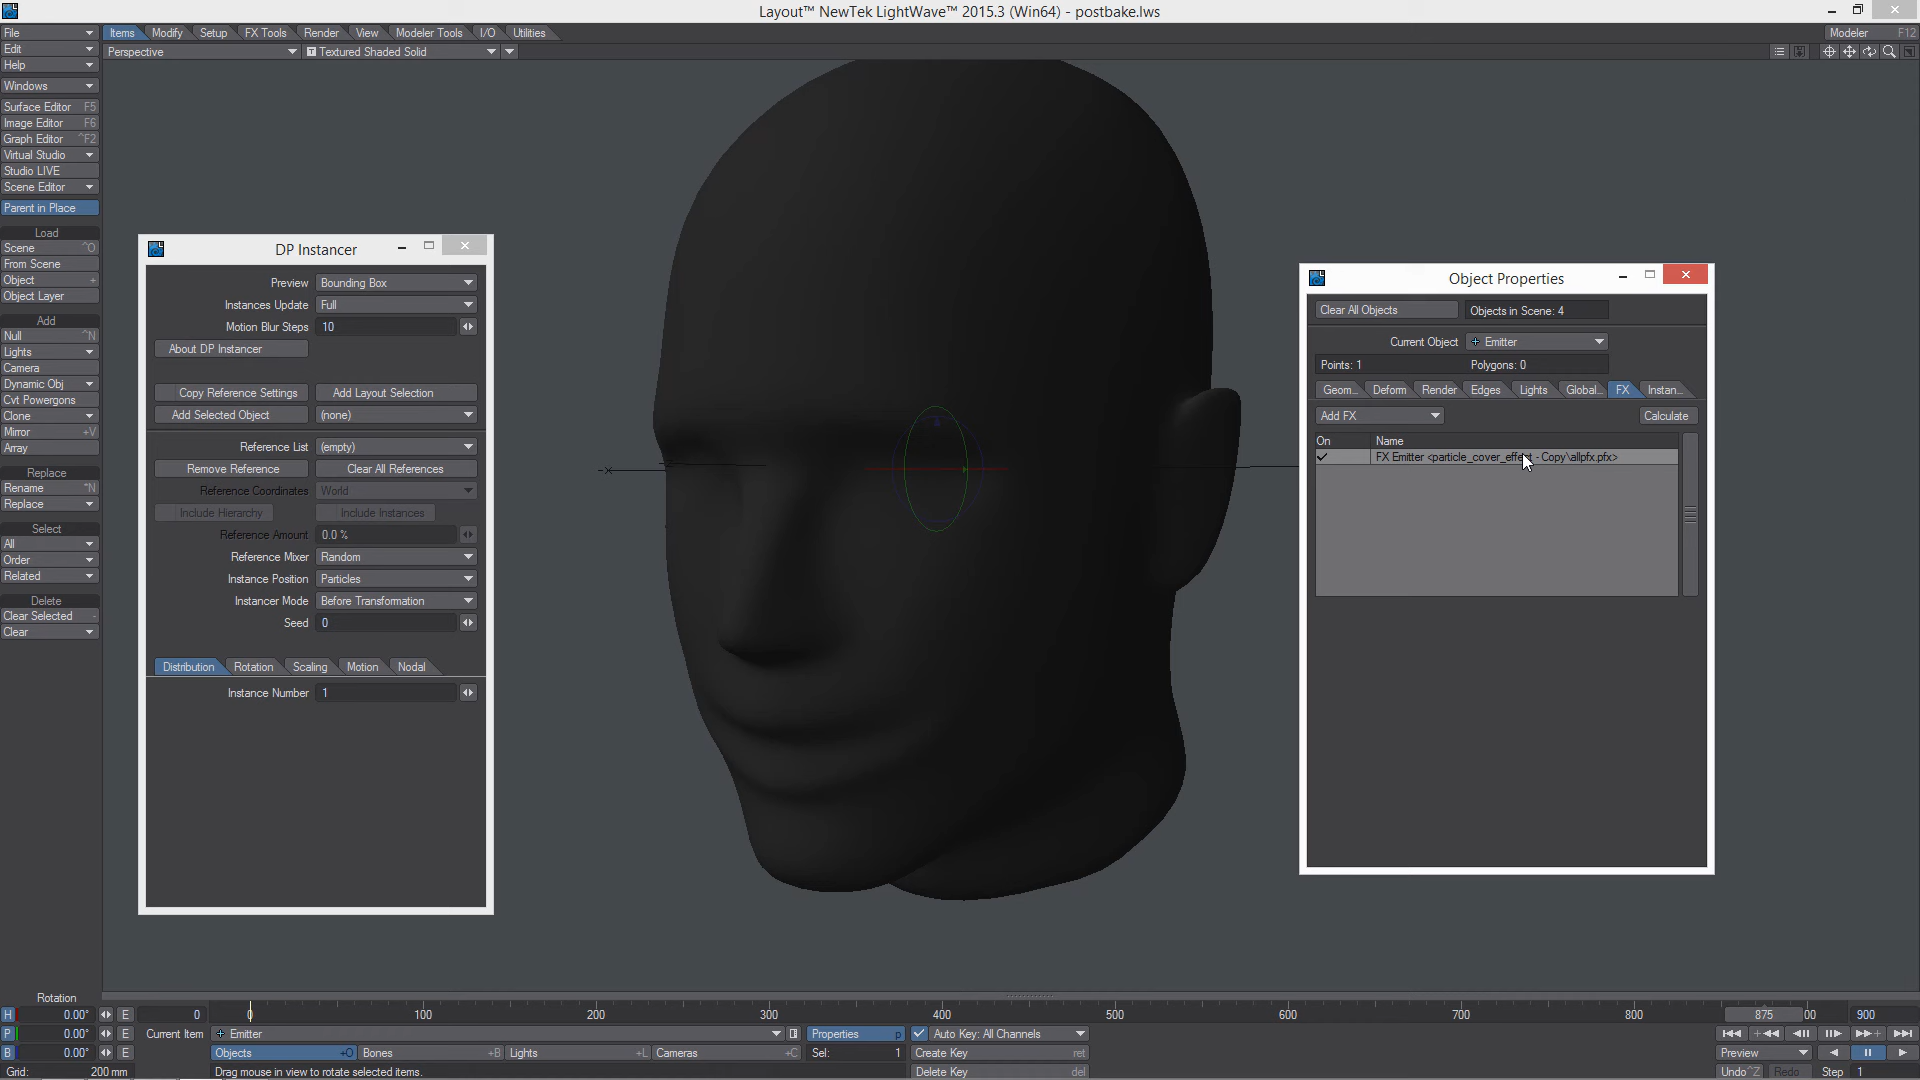 Layout™ NewTek LightWave™ 2015.3 (Win64) - postbake.lws
File
Items
Modify
Setup
FX Tools
Render
View
Modeler Tools
I/O
Utilities
Modeler F12
Edit
Perspective
T Textured Shaded Solid
Help
Windows
Surface Editor F5
Image Editor F6
Graph Editor ^F2
Virtual Studio
Studio LIVE
Scene Editor
Parent in Place
Load
Scene ^O
From Scene
Object +
Object Layer
Add
Null ^N
Lights
Camera
Dynamic Obj
Cvt Powergons
Clone
Mirror +V
Array
Replace
Rename ^N
Replace
Select
All
Order
Related
Delete
Clear Selected -
Clear
DP Instancer
Preview Bounding Box
Instances Update Full
Motion Blur Steps 10
About DP Instancer
Copy Reference Settings Add Layout Selection
Add Selected Object (none)
Reference List (empty)
Remove Reference Clear All References
Reference Coordinates World
Include Hierarchy Include Instances
Reference Amount 0.0 %
Reference Mixer Random
Instance Position Particles
Instancer Mode Before Transformation
Seed 0
Distribution Rotation Scaling Motion Nodal
Instance Number 1
Object Properties
Clear All Objects Objects in Scene: 4
Current Object Emitter
Points: 1 Polygons: 0
Geom... Deform Render Edges Lights Global... FX Instan...
Add FX Calculate
On Name
✓ FX Emitter <particle_cover_effect - Copy\allpfx.pfx>
Rotation
H 0.00° E 0
0 100 200 300 400 500 600 700 800 875 00 900
P 0.00° E Current Item Emitter Properties p Auto Key: All Channels
B 0.00° E Objects +O Bones +B Lights +L Cameras +C Sel: 1 Create Key ret Preview
Grid: 200 mm Drag mouse in view to rotate selected items. Delete Key del Undo ^Z Redo Step 1